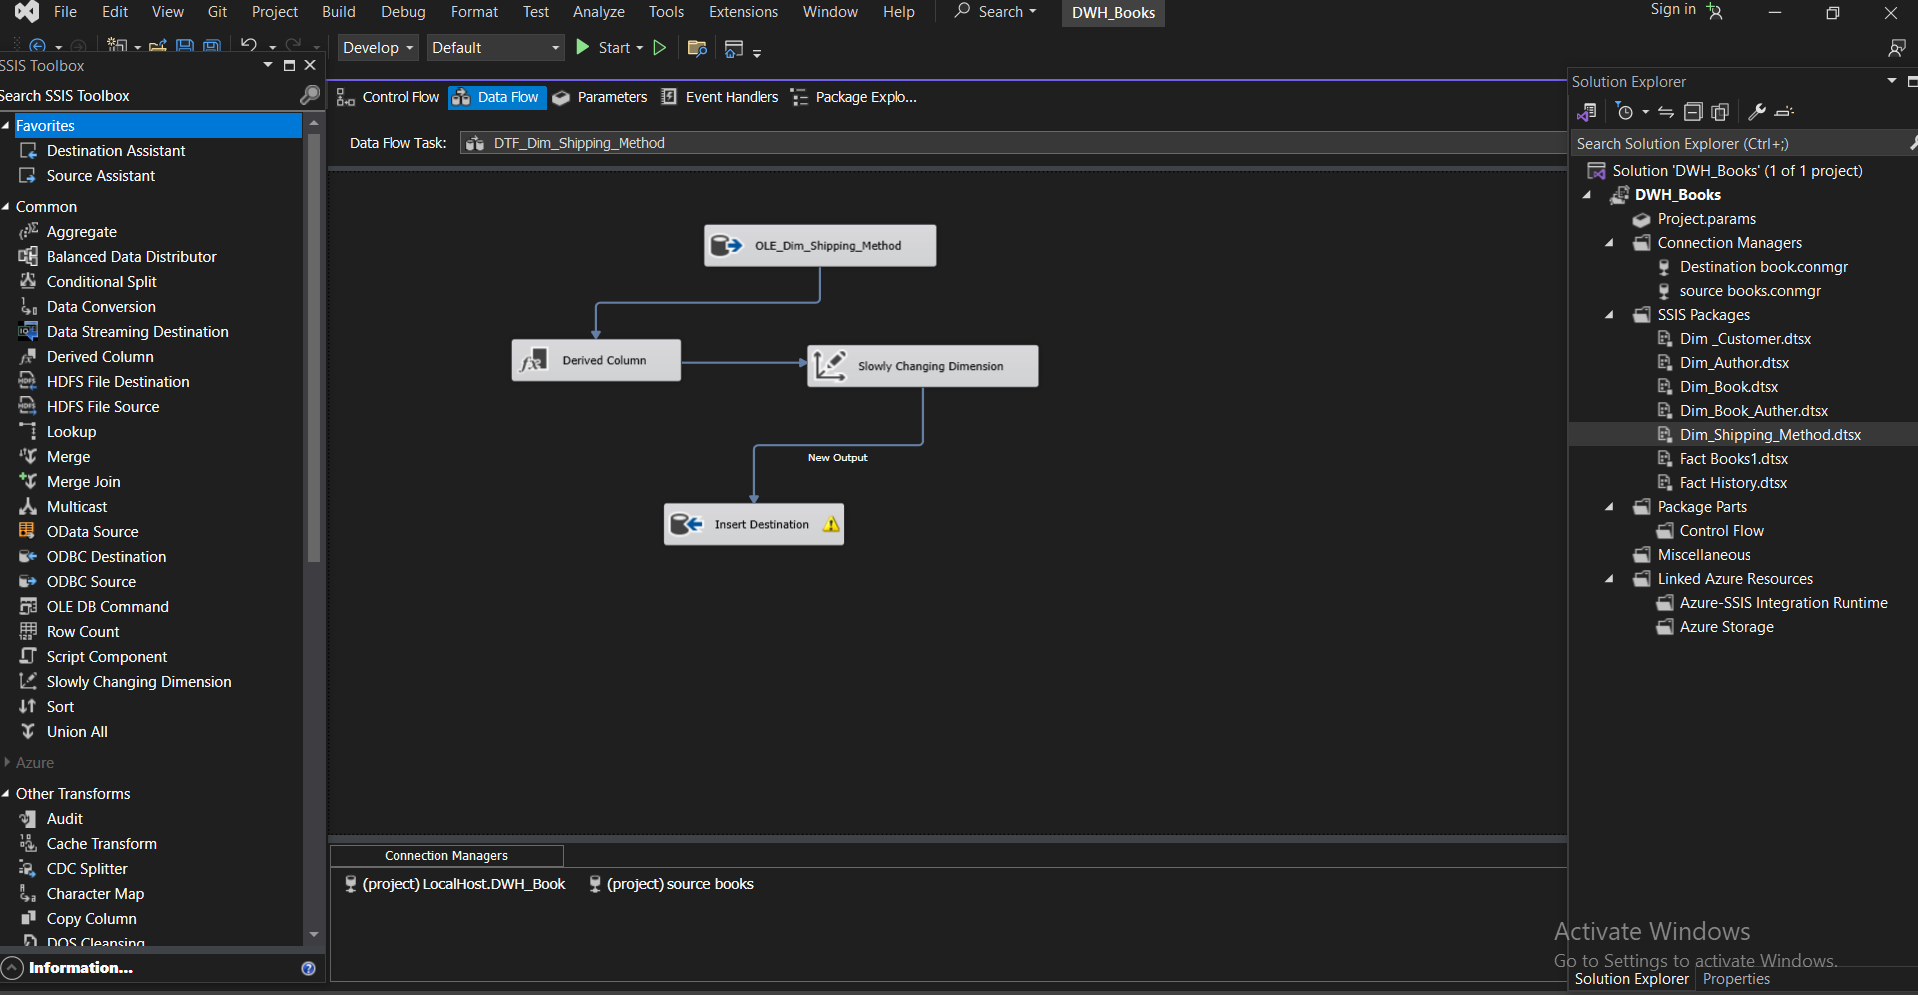 File Edit View Git Project Build Debug Format Test Analyze Tools Extensions Window Help Search DWH_Books Sign in
Develop Default Start
SSIS Toolbox
Search SSIS Toolbox
Favorites
Destination Assistant
Source Assistant
Common
Aggregate
Balanced Data Distributor
Conditional Split
Data Conversion
Data Streaming Destination
Derived Column
HDFS File Destination
HDFS File Source
Lookup
Merge
Merge Join
Multicast
OData Source
ODBC Destination
ODBC Source
OLE DB Command
Row Count
Script Component
Slowly Changing Dimension
Sort
Union All
Azure
Other Transforms
Audit
Cache Transform
CDC Splitter
Character Map
Copy Column
DQS Cleansing
Information...
Control Flow Data Flow Parameters Event Handlers Package Explo...
Data Flow Task: DTF_Dim_Shipping_Method
OLE_Dim_Shipping_Method
Derived Column
Slowly Changing Dimension
New Output
Insert Destination
Connection Managers
(project) LocalHost.DWH_Book (project) source books
Solution Explorer
Search Solution Explorer (Ctrl+;)
Solution 'DWH_Books' (1 of 1 project)
DWH_Books
Project.params
Connection Managers
Destination book.conmgr
source books.conmgr
SSIS Packages
Dim _Customer.dtsx
Dim_Author.dtsx
Dim_Book.dtsx
Dim_Book_Auther.dtsx
Dim_Shipping_Method.dtsx
Fact Books1.dtsx
Fact History.dtsx
Package Parts
Control Flow
Miscellaneous
Linked Azure Resources
Azure-SSIS Integration Runtime
Azure Storage
Activate Windows
Go to Settings to activate Windows.
Solution Explorer Properties